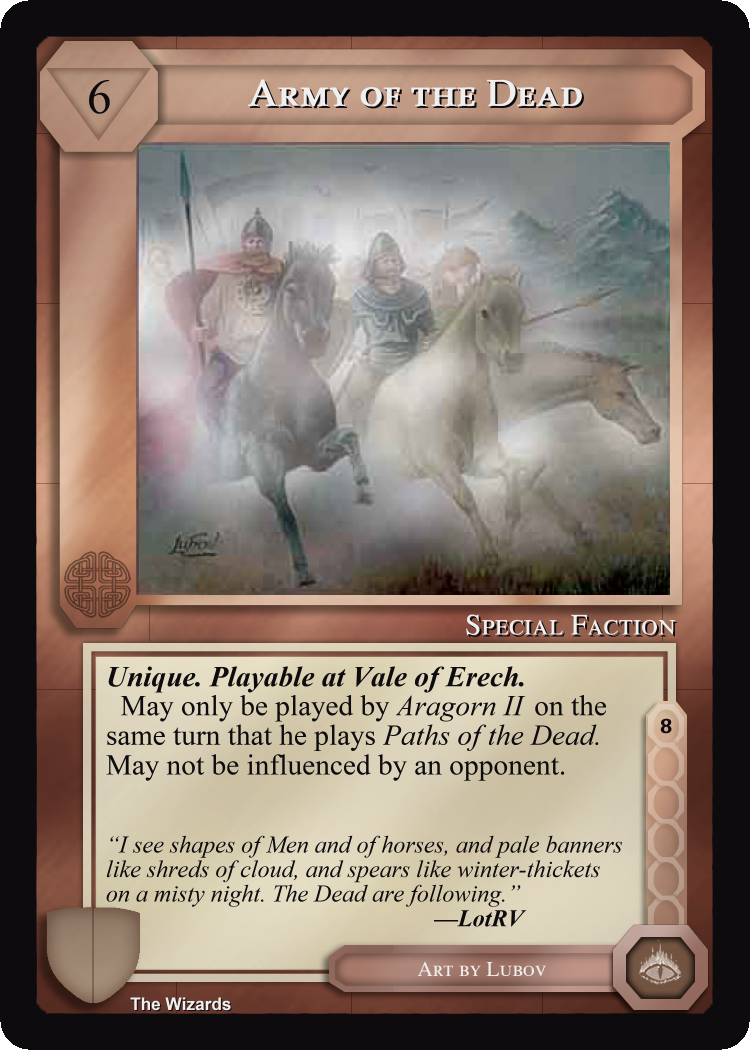 6
Army of the Dead
Lubov
Special Faction
Unique. Playable at Vale of Erech.
May only be played by Aragorn II on the
same turn that he plays Paths of the Dead.
May not be influenced by an opponent.
8
“I see shapes of Men and of horses, and pale banners
like shreds of cloud, and spears like winter-thickets
on a misty night. The Dead are following.”
—LotRV
Art by Lubov
The Wizards